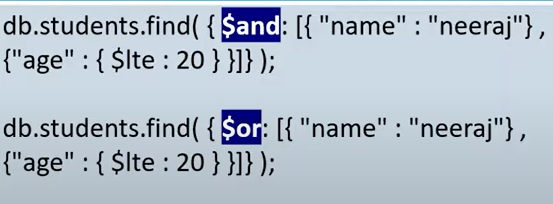 db.students.find( { $and: [{ "name" : "neeraj"} ,
{"age" : { $lte : 20 } }]} );
db.students.find( { $or: [{ "name" : "neeraj"} ,
{"age" : { $lte : 20 } }]} );